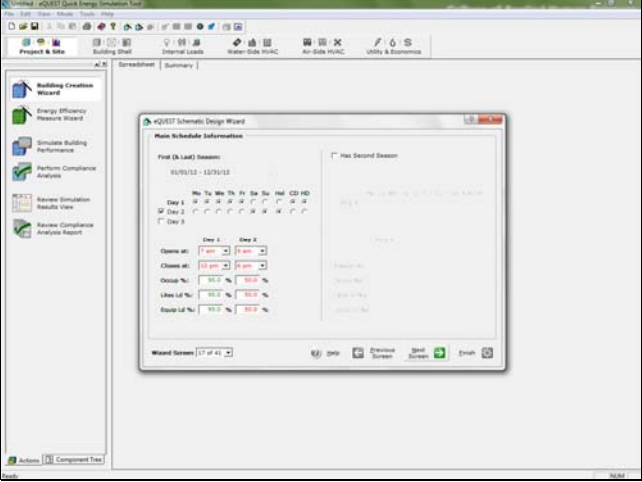 Untitled - eQUEST Quick Energy Simulation Tool
File Edit View Mode Tools Help
Project & Site
Building Shell
Internal Loads
Water-Side HVAC
Air-Side HVAC
Utility & Economics
Spreadsheet Summary
Building Creation
Wizard
Energy Efficiency
Measure Wizard
Simulate Building
Performance
Perform Compliance
Analysis
Review Simulation
Results View
Review Compliance
Analysis Report
eQUEST Schematic Design Wizard
Main Schedule Information
First (& Last) Season:
Has Second Season
01/01/12 - 12/31/12
Mo Tu We Th Fr Sa Su Hol CD HD
Day 1
Day 2
Day 3
Day 1 Day 2
Opens at: 7 am 9 am
Closes at: 10 pm 6 pm
Occup %: 90.0 % 50.0 %
90.0 % 50.0 %
Equip Ld %: 90.0 % 50.0 %
Wizard Screen 17 of 41
Help
Previous
Screen
Next
Screen
Finish
Actions Component Tree
Ready
NUM